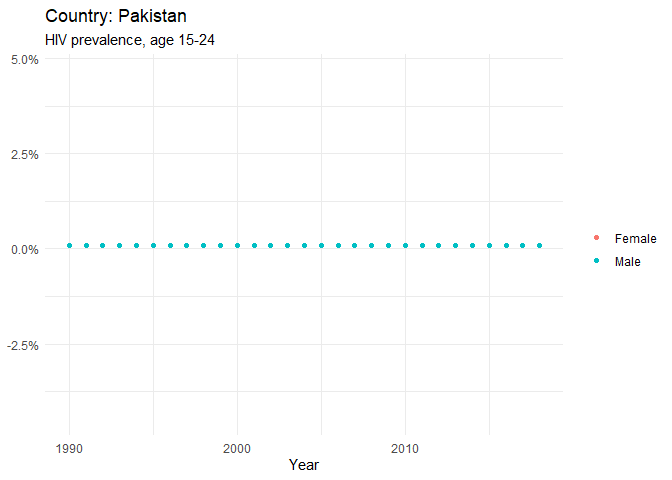 Country: Pakistan
HIV prevalence, age 15-24
5.0%
2.5%
0.0%
-2.5%
1990
2000
2010
Year
Female
Male